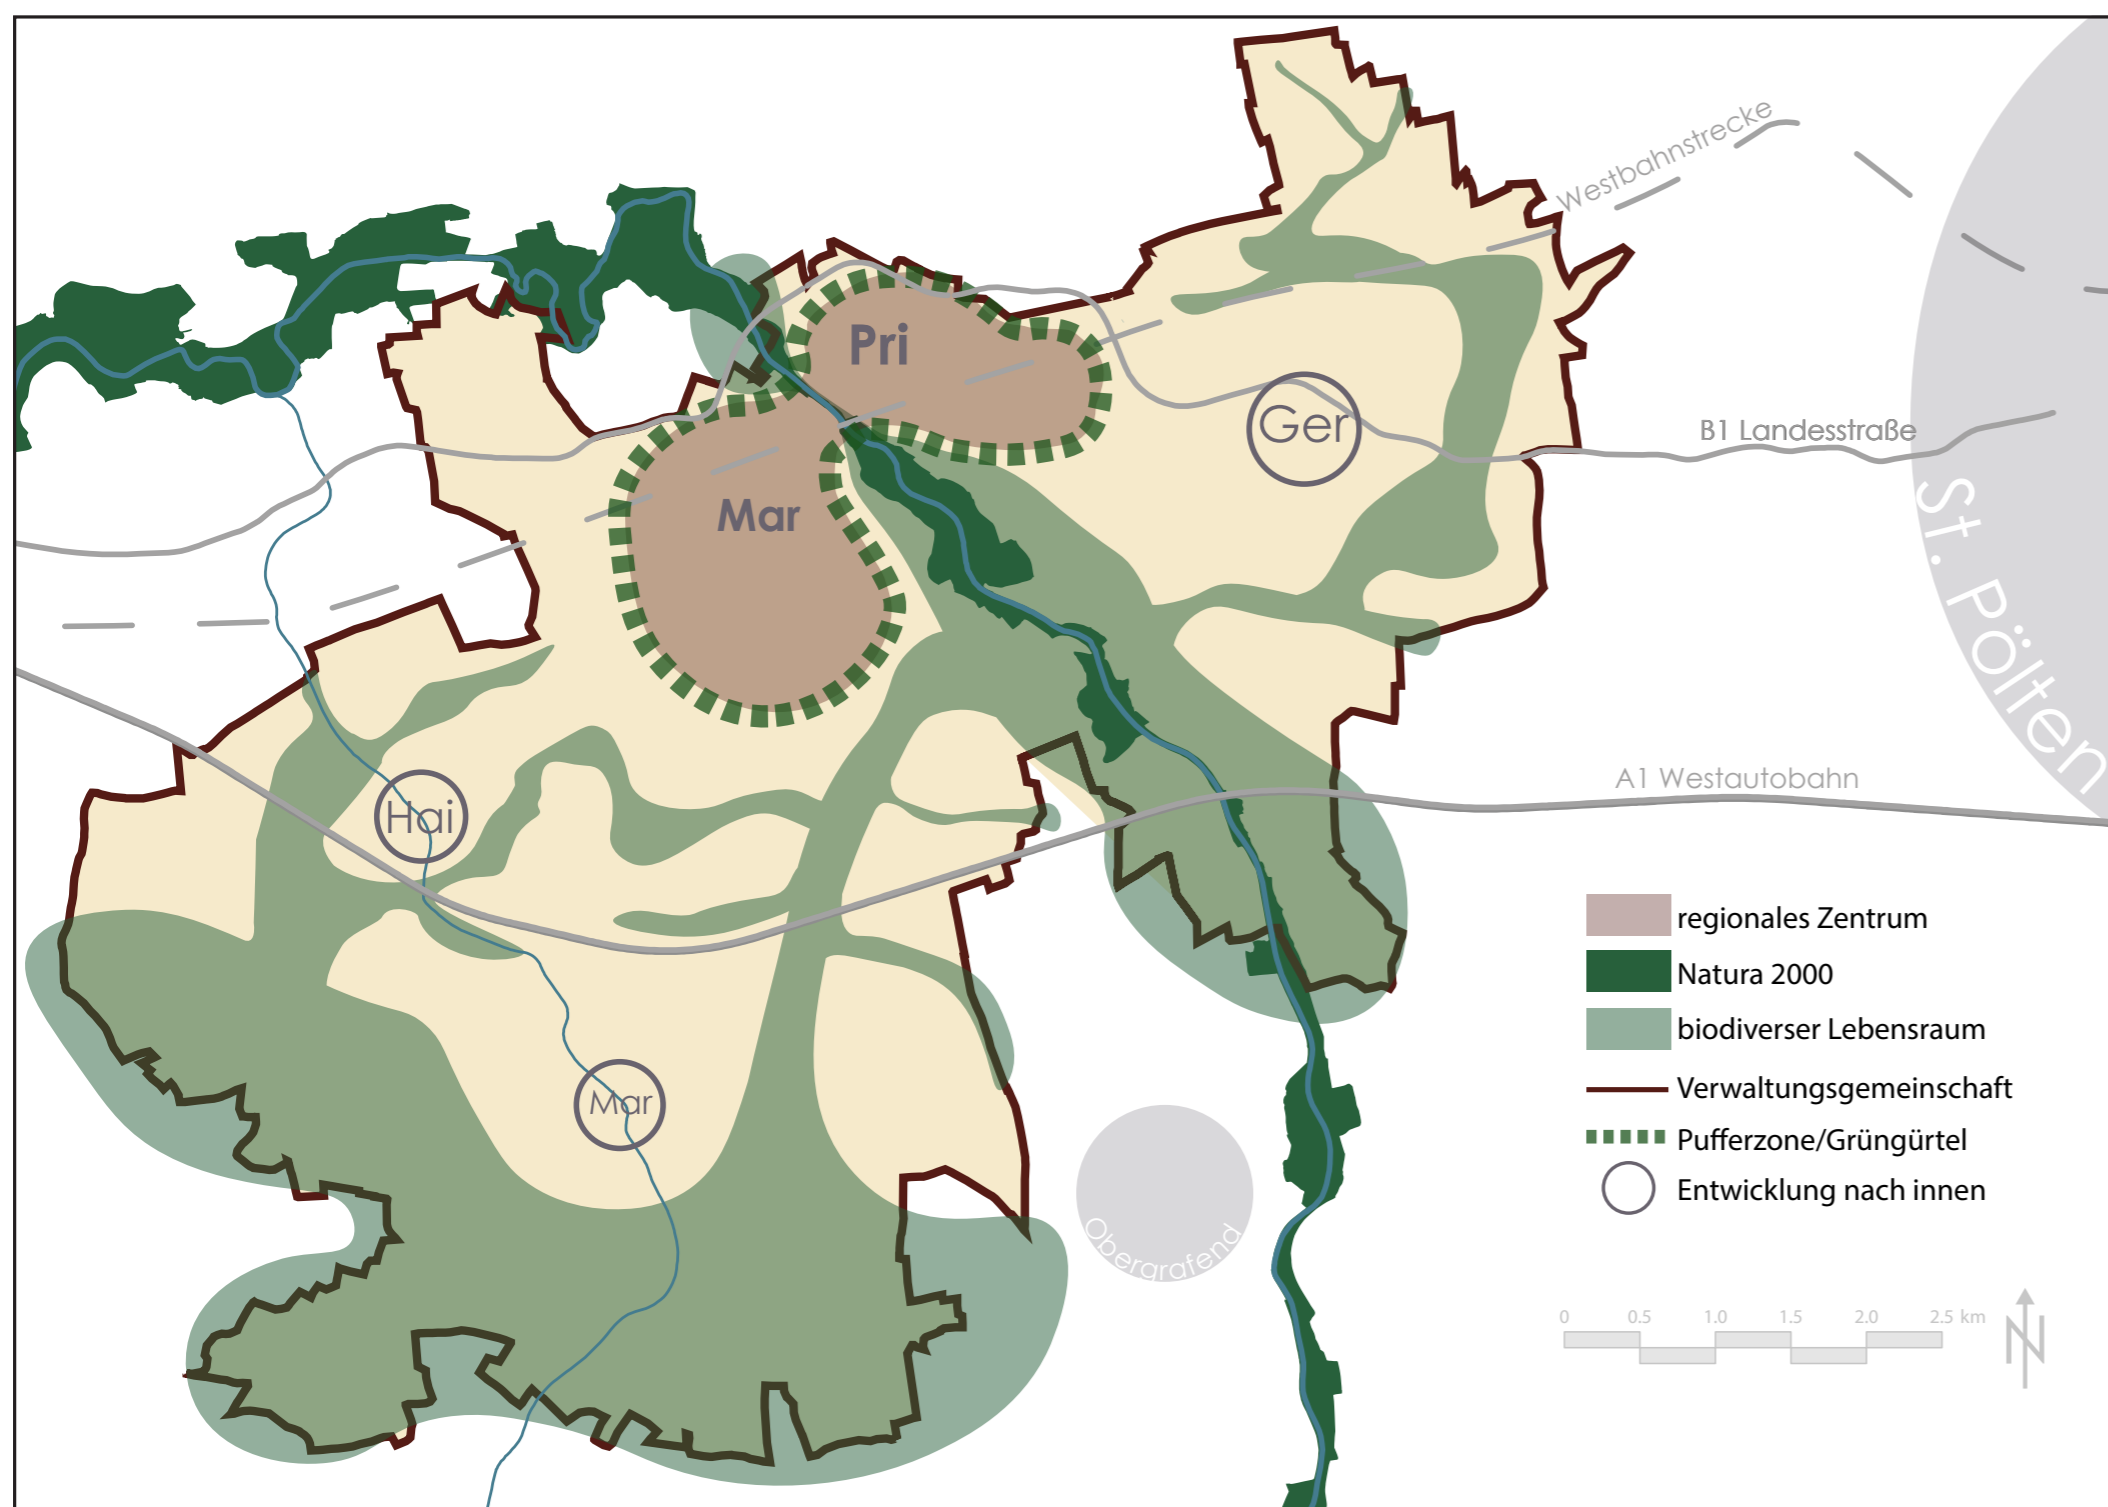 Westbahnstrecke
Pri
Ger
B1 Landesstraße
Mar
St. Pölten
A1 Westautobahn
Hai
Mar
Obergrafend
regionales Zentrum
Natura 2000
biodiverser Lebensraum
Verwaltungsgemeinschaft
Pufferzone/Grüngürtel
Entwicklung nach innen
0 0.5 1.0 1.5 2.0 2.5 km
N